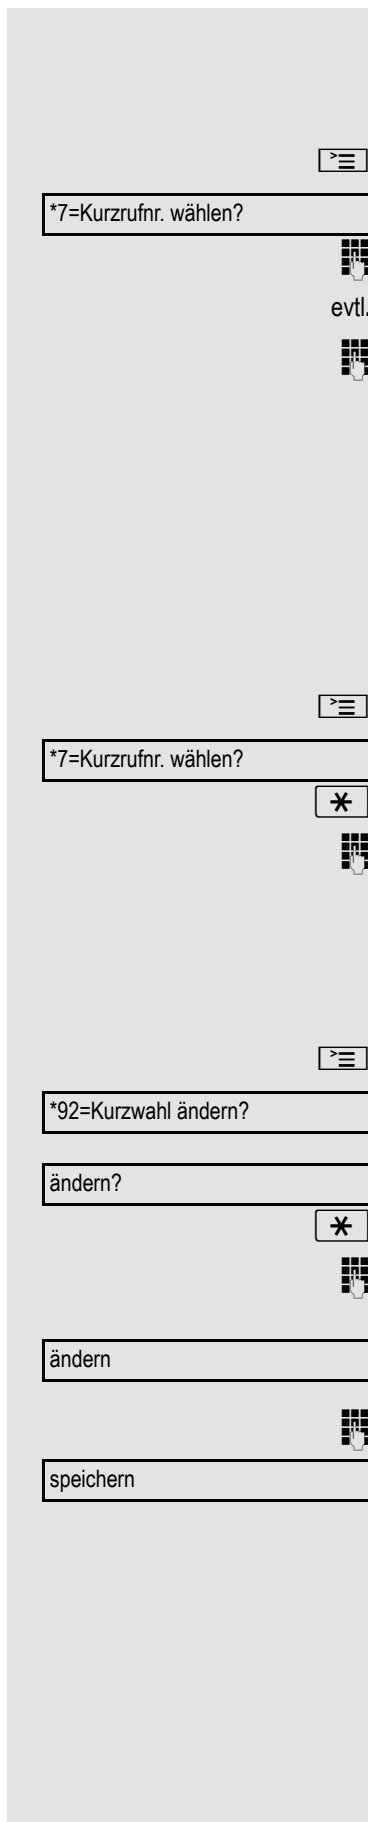 *7=Kurzrufnr. wählen?
evtl.
*7=Kurzrufnr. wählen?
*92=Kurzwahl ändern?
ändern?
ändern
speichern